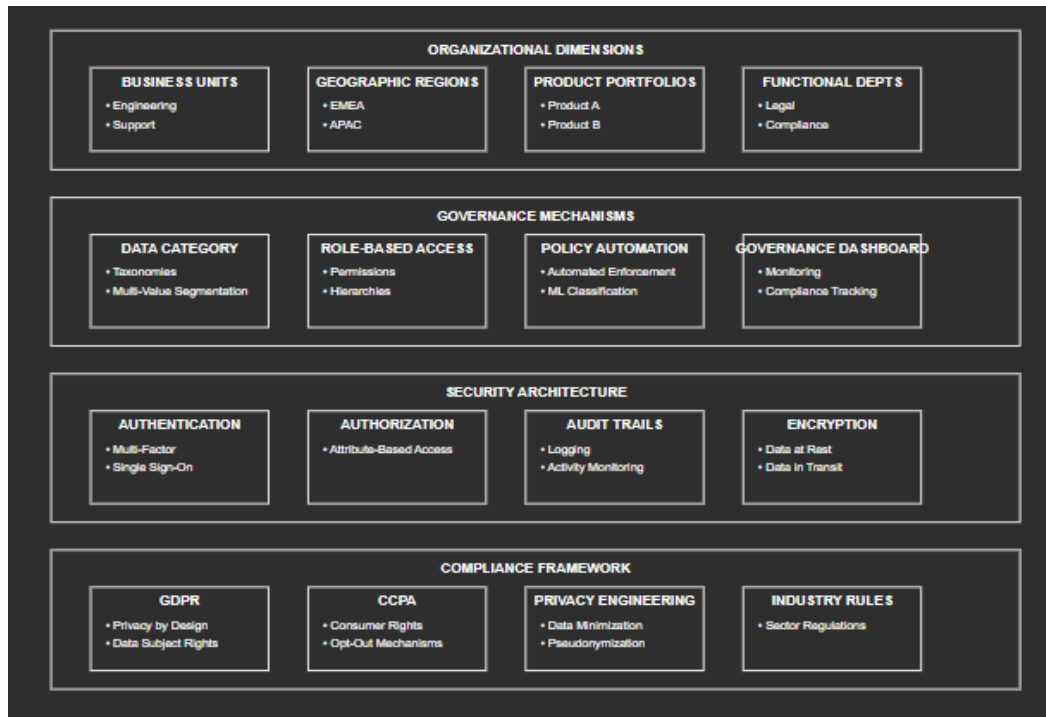 ORGANIZATIONAL DIMENSIONS
BUSINESS UNITS
• Engineering
• Support
GEOGRAPHIC REGIONS
• EMEA
• APAC
PRODUCT PORTFOLIOS
• Product A
• Product B
FUNCTIONAL DEPTS
• Legal
• Compliance
GOVERNANCE MECHANISMS
DATA CATEGORY
• Taxonomies
• Multi-Value Segmentation
ROLE-BASED ACCESS
• Permissions
• Hierarchies
POLICY AUTOMATION
• Automated Enforcement
• ML Classification
GOVERNANCE DASHBOARD
• Monitoring
• Compliance Tracking
SECURITY ARCHITECTURE
AUTHENTICATION
• Multi-Factor
• Single Sign-On
AUTHORIZATION
• Attribute-Based Access
AUDIT TRAILS
• Logging
• Activity Monitoring
ENCRYPTION
• Data at Rest
• Data in Transit
COMPLIANCE FRAMEWORK
GDPR
• Privacy by Design
• Data Subject Rights
CCPA
• Consumer Rights
• Opt-Out Mechanisms
PRIVACY ENGINEERING
• Data Minimization
• Pseudonymization
INDUSTRY RULES
• Sector Regulations